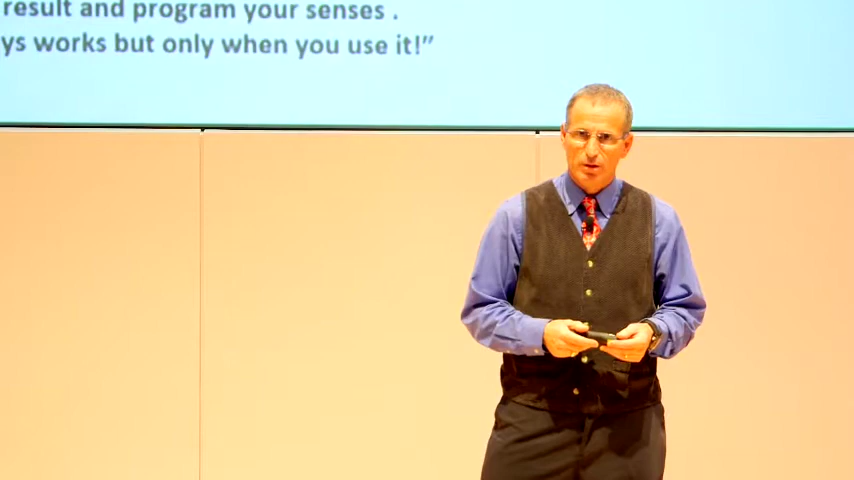 result and program your senses .
ys works but only when you use it!”